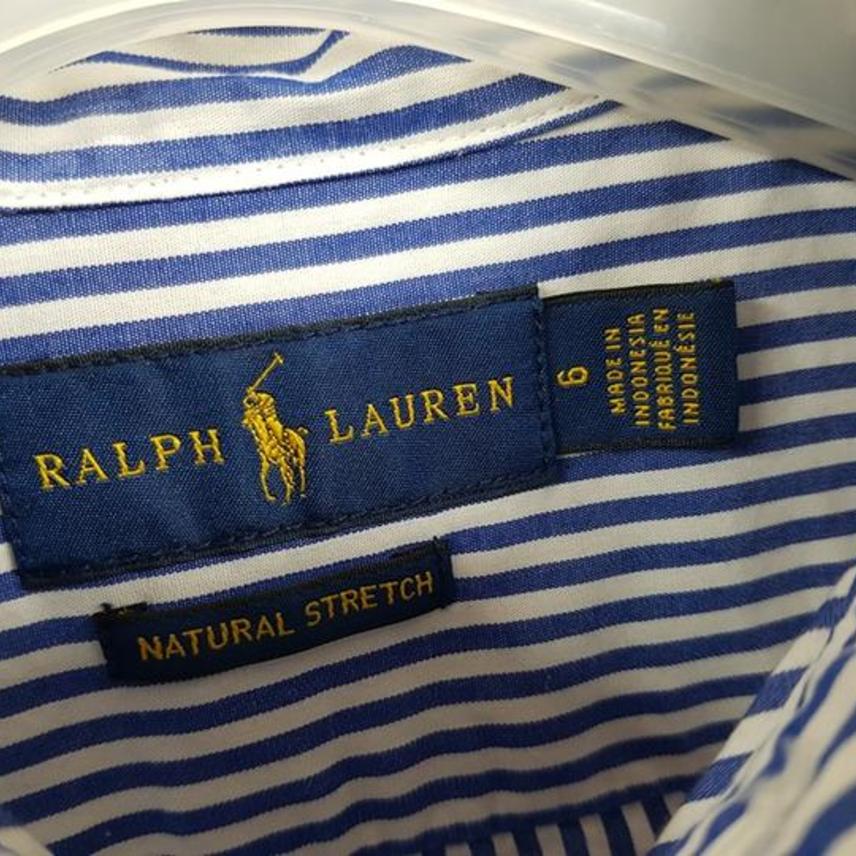 RALPH LAUREN
6
MADE IN
INDONESIA
FABRIQUÉ EN
INDONÉSIE
NATURAL STRETCH